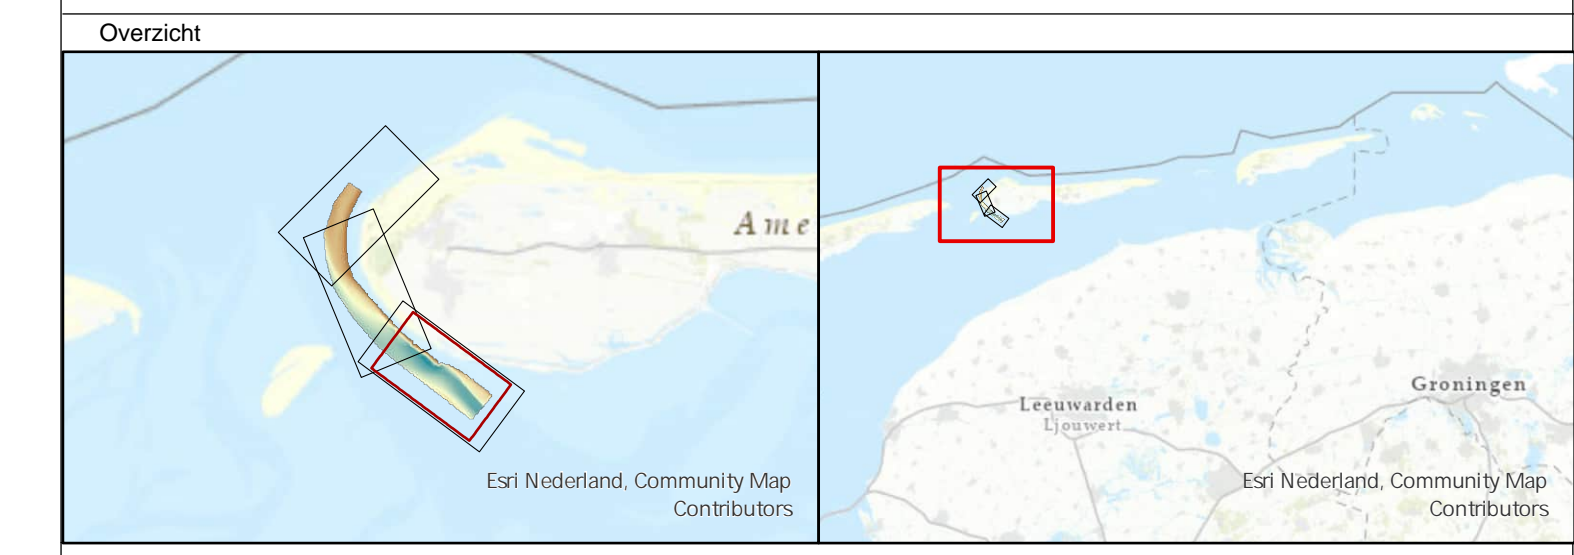 Overzicht
Ame
Esri Nederland, Community Map
Contributors
Groningen
Leeuwarden
Ljouwert
Esri Nederland, Community Map
Contributors